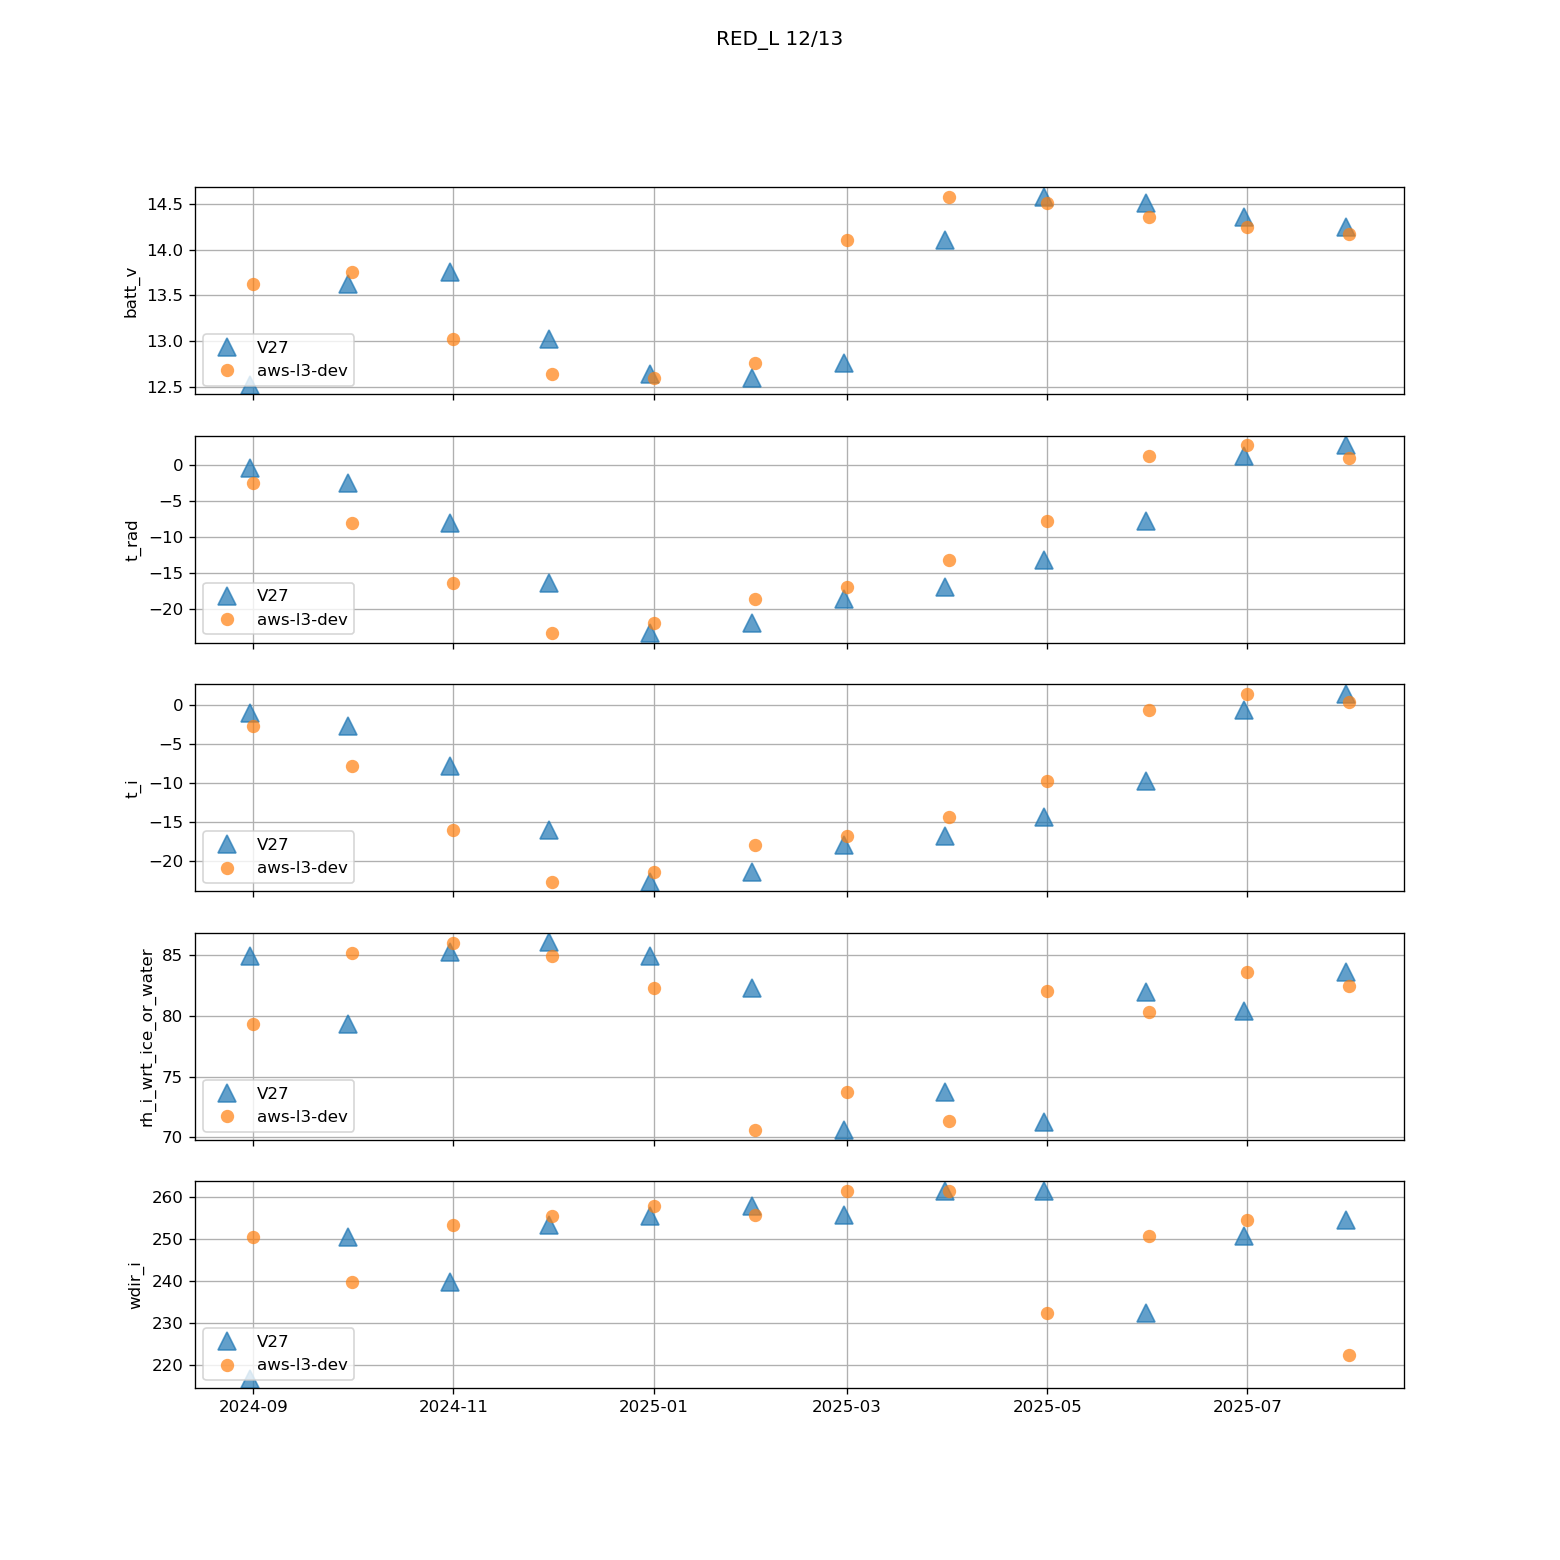 RED_L 12/13
batt_v
14.5
14.0
13.5
13.0
12.5
V27
aws-l3-dev
t_rad
0
−5
−10
−15
−20
V27
aws-l3-dev
t_i
0
−5
−10
−15
−20
V27
aws-l3-dev
rh_i_wrt_ice_or_water
85
80
75
70
V27
aws-l3-dev
wdir_i
260
250
240
230
220
V27
aws-l3-dev
2024-09
2024-11
2025-01
2025-03
2025-05
2025-07